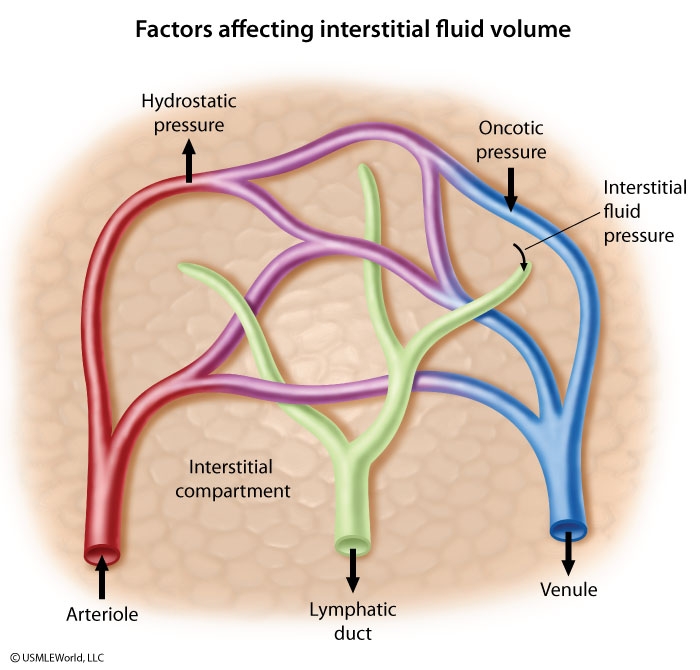 Factors affecting interstitial fluid volume
Hydrostatic
pressure
Oncotic
pressure
Interstitial
fluid
pressure
Interstitial
compartment
Arteriole
Lymphatic
duct
Venule
© USMLEWorld, LLC